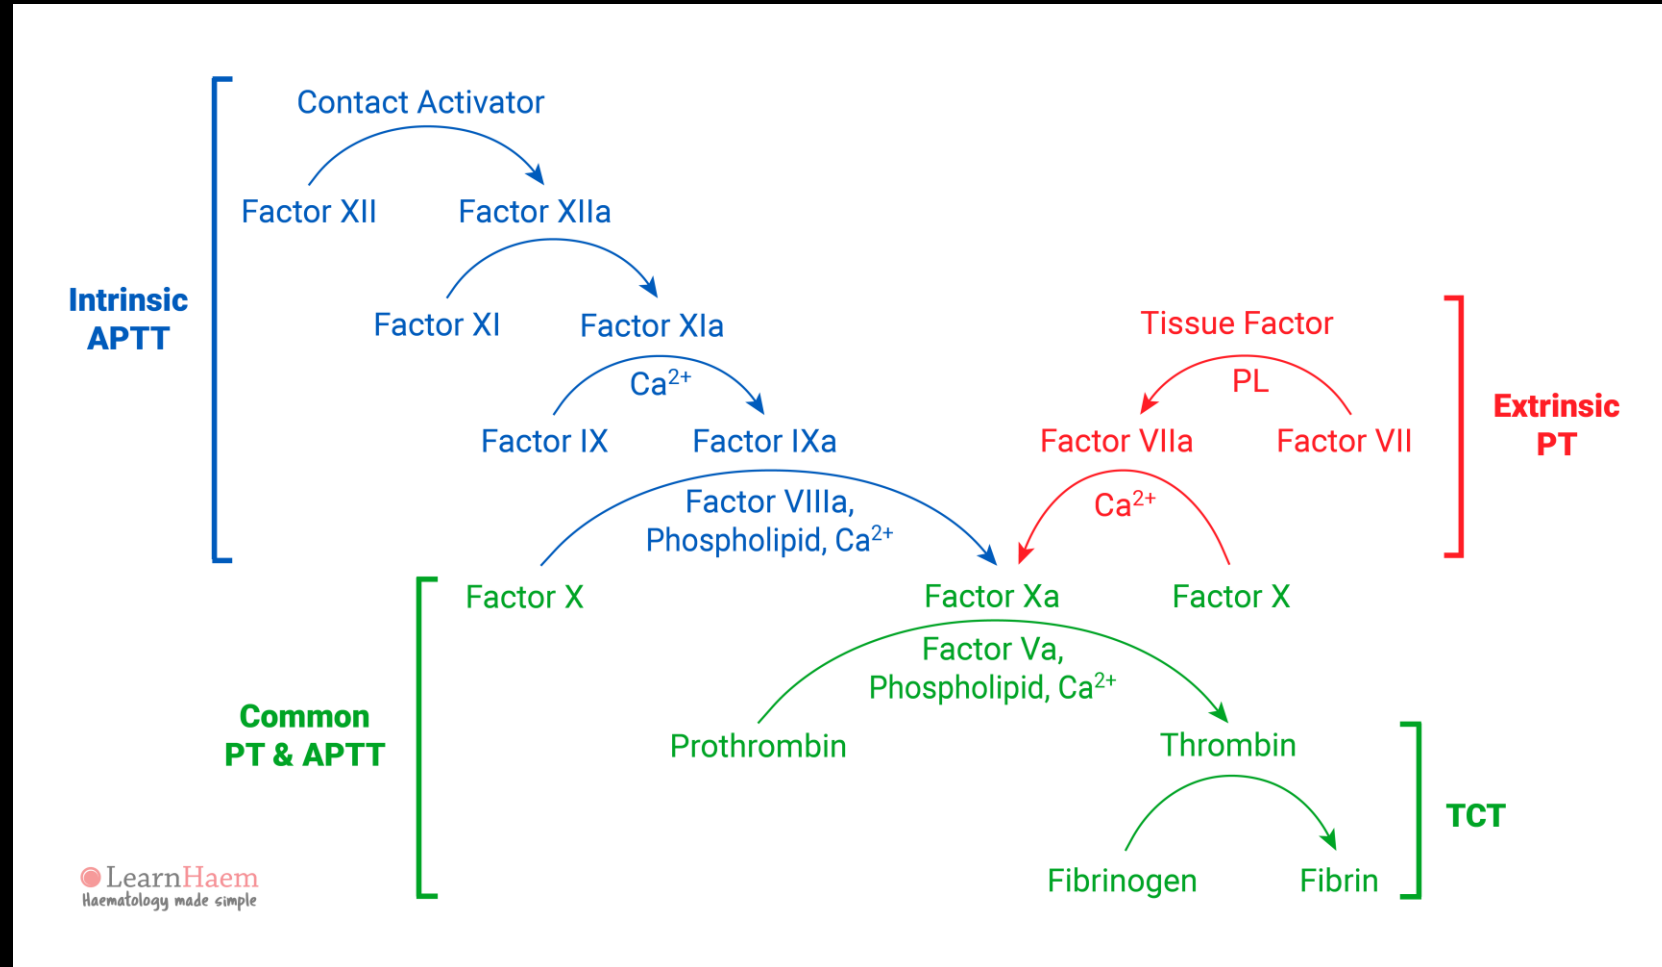 Contact Activator
Factor XII
Factor XIIa
Intrinsic
APTT
Factor XI
Factor XIa
Tissue Factor
Ca²⁺
PL
Extrinsic
PT
Factor IX
Factor IXa
Factor VIIa
Factor VII
Factor VIIIa,
Phospholipid, Ca²⁺
Ca²⁺
Factor X
Factor Xa
Factor X
Factor Va,
Phospholipid, Ca²⁺
Common
PT & APTT
Prothrombin
Thrombin
TCT
Fibrinogen
Fibrin
LearnHaem
Haematology made simple